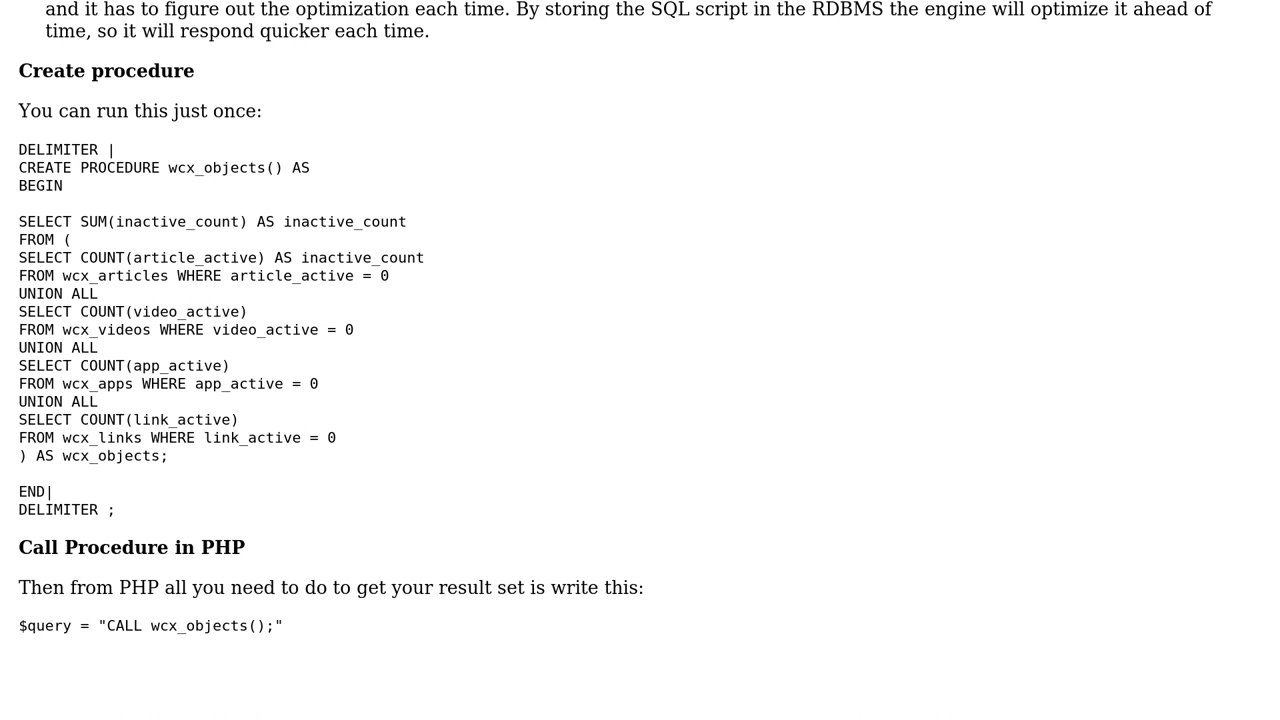 and it has to figure out the optimization each time. By storing the SQL script in the RDBMS the engine will optimize it ahead of
time, so it will respond quicker each time.
Create procedure
You can run this just once:
DELIMITER |
CREATE PROCEDURE wcx_objects() AS
BEGIN
SELECT SUM(inactive_count) AS inactive_count
FROM (
SELECT COUNT(article_active) AS inactive_count
FROM wcx_articles WHERE article_active = 0
UNION ALL
SELECT COUNT(video_active)
FROM wcx_videos WHERE video_active = 0
UNION ALL
SELECT COUNT(app_active)
FROM wcx_apps WHERE app_active = 0
UNION ALL
SELECT COUNT(link_active)
FROM wcx_links WHERE link_active = 0
) AS wcx_objects;
END|
DELIMITER ;
Call Procedure in PHP
Then from PHP all you need to do to get your result set is write this:
$query = "CALL wcx_objects();"